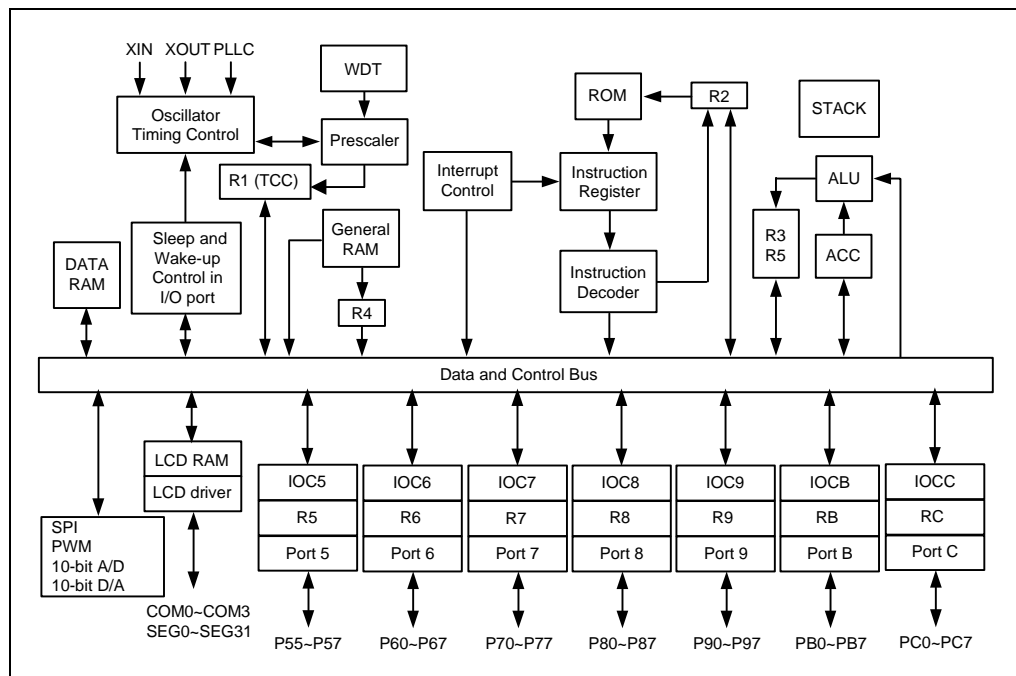 XIN XOUT PLLC
WDT
Oscillator
Timing Control
Prescaler
R1 (TCC)
ROM
R2
STACK
Interrupt
Control
Instruction
Register
ALU
DATA
RAM
Sleep and
Wake-up
Control in
I/O port
General
RAM
R4
Instruction
Decoder
R3
R5
ACC
Data and Control Bus
SPI
PWM
10-bit A/D
10-bit D/A
LCD RAM
LCD driver
COM0~COM3
SEG0~SEG31
IOC5
R5
Port 5
P55~P57
IOC6
R6
Port 6
P60~P67
IOC7
R7
Port 7
P70~P77
IOC8
R8
Port 8
P80~P87
IOC9
R9
Port 9
P90~P97
IOCB
RB
Port B
PB0~PB7
IOCC
RC
Port C
PC0~PC7